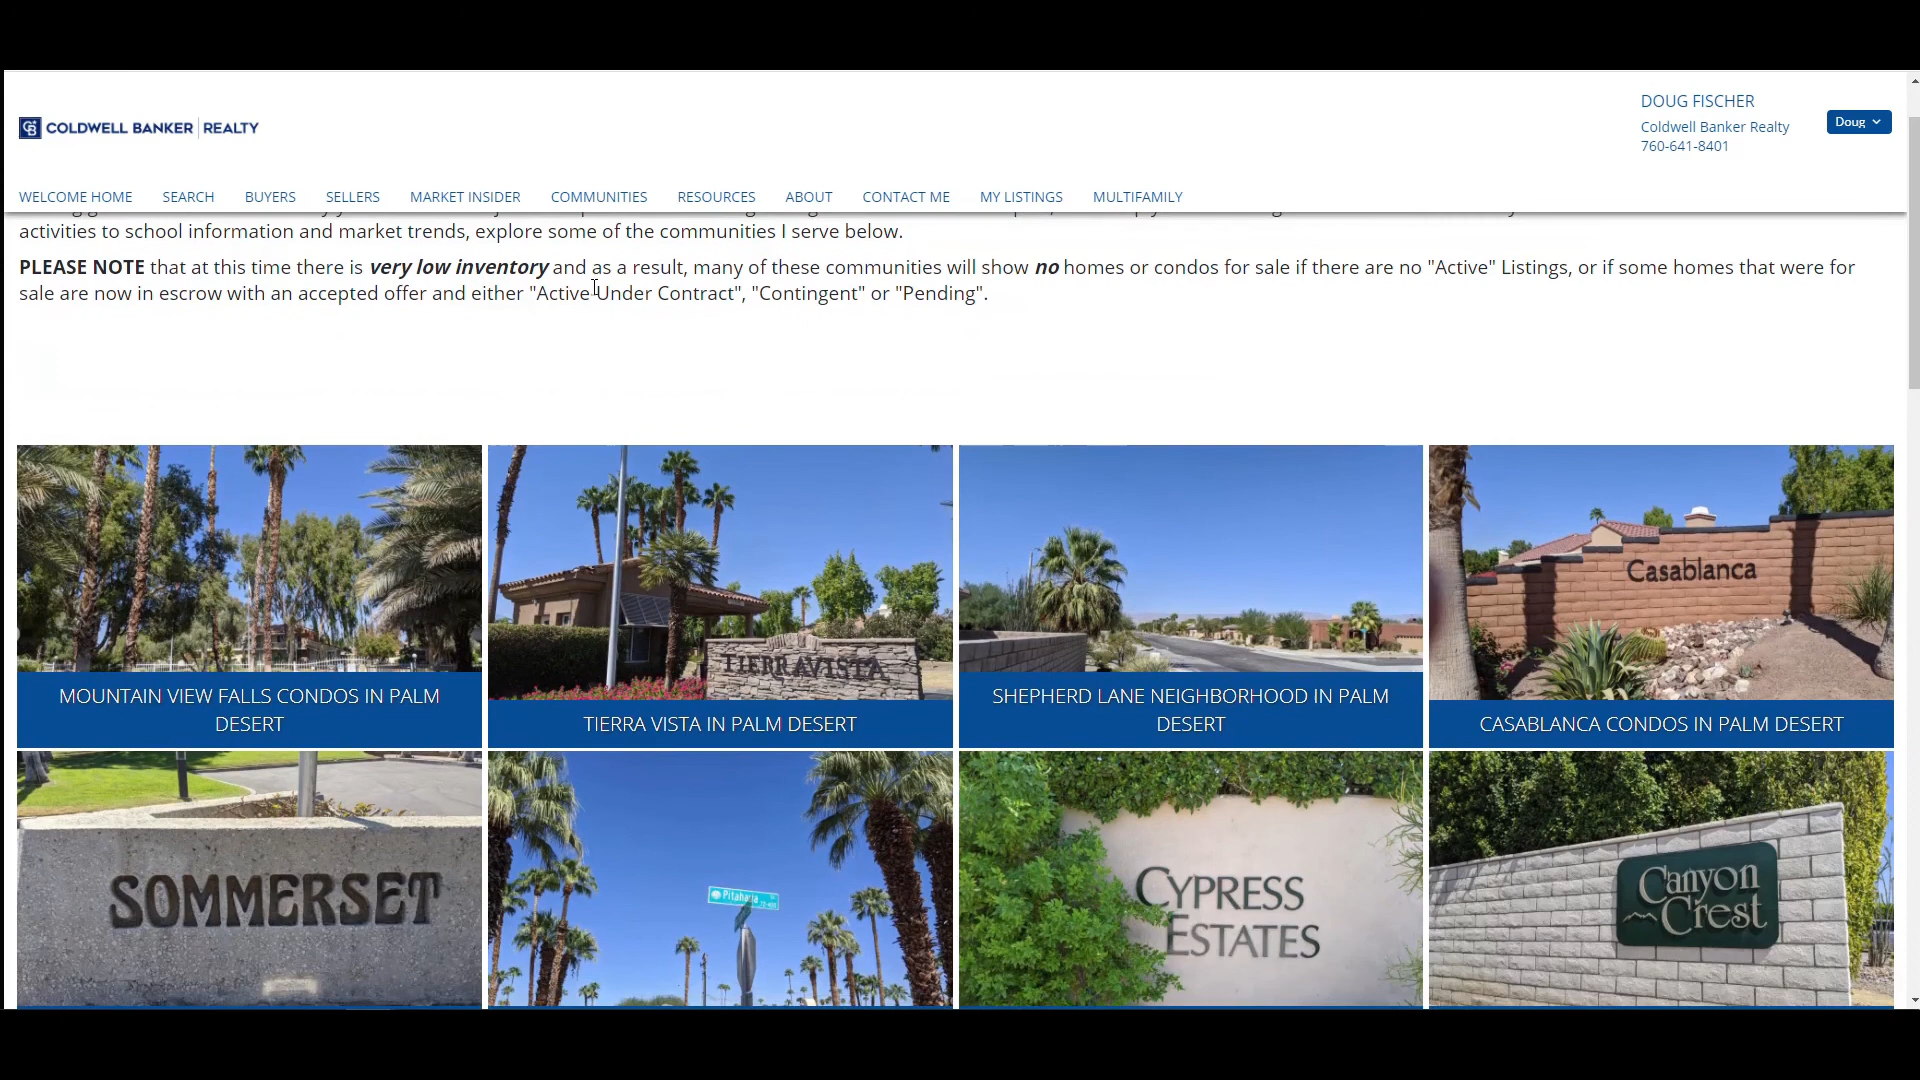 COLDWELL BANKER REALTY
DOUG FISCHER
Coldwell Banker Realty
760-641-8401
Doug
WELCOME HOME SEARCH BUYERS SELLERS MARKET INSIDER COMMUNITIES RESOURCES ABOUT CONTACT ME MY LISTINGS MULTIFAMILY
activities to school information and market trends, explore some of the communities I serve below.
PLEASE NOTE that at this time there is very low inventory and as a result, many of these communities will show no homes or condos for sale if there are no "Active" Listings, or if some homes that were for
sale are now in escrow with an accepted offer and either "Active Under Contract", "Contingent" or "Pending".
TIERRA VISTA
Casablanca
MOUNTAIN VIEW FALLS CONDOS IN PALM
DESERT
TIERRA VISTA IN PALM DESERT
SHEPHERD LANE NEIGHBORHOOD IN PALM
DESERT
CASABLANCA CONDOS IN PALM DESERT
SOMMERSET
Pitahaya
CYPRESS
ESTATES
Canyon
Crest